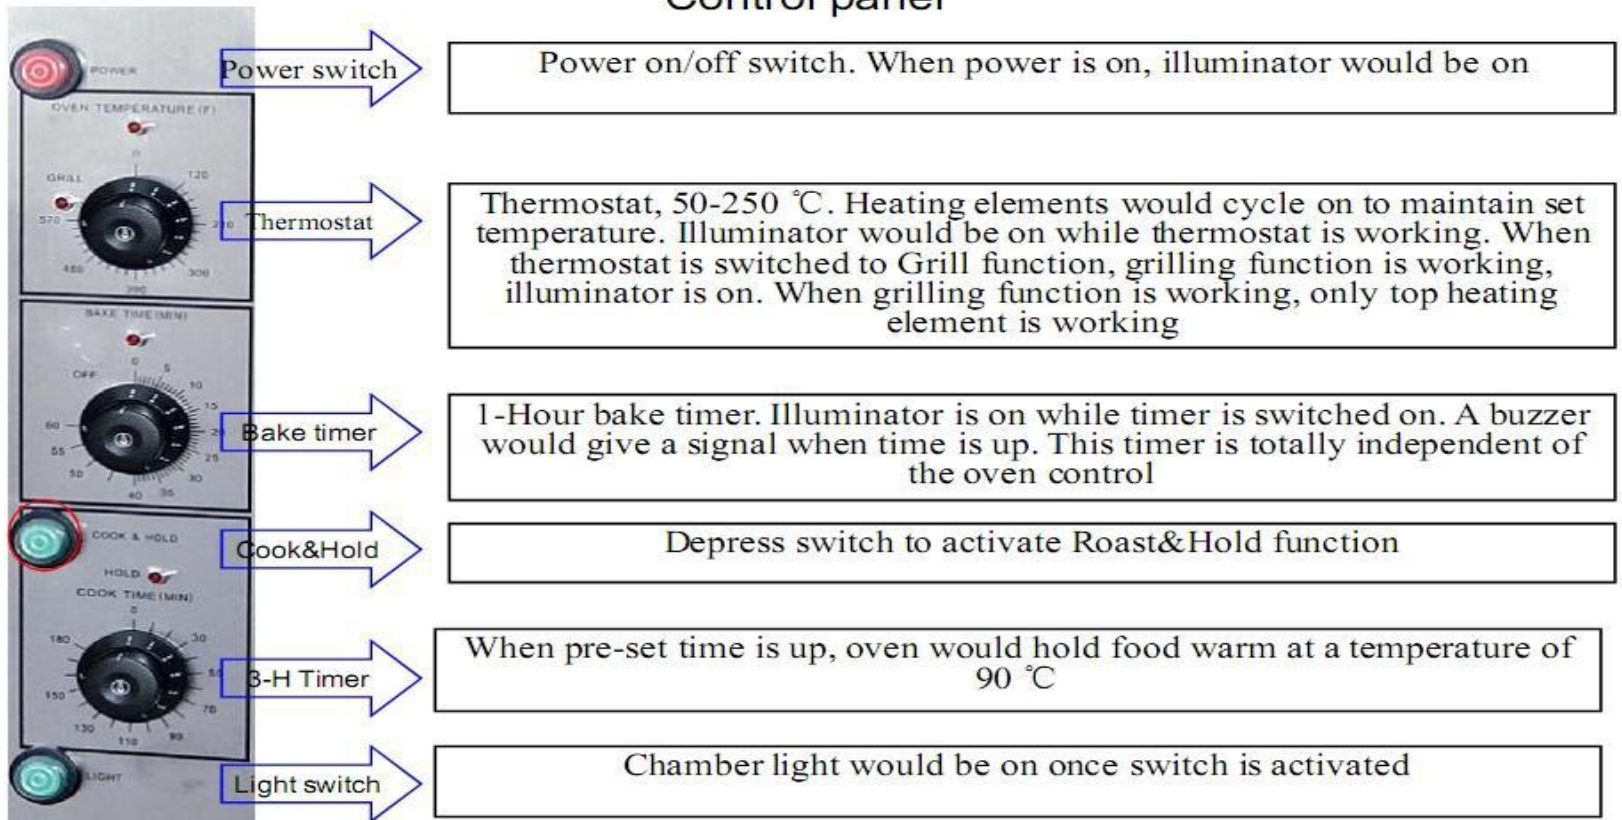 Control panel
POWER
Power switch
Power on/off switch. When power is on, illuminator would be on
OVEN TEMPERATURE(F)
0
120
GRILL
570
480
390
300
Thermostat
Thermostat, 50-250 ℃. Heating elements would cycle on to maintain set
temperature. Illuminator would be on while thermostat is working. When
thermostat is switched to Grill function, grilling function is working,
illuminator is on. When grilling function is working, only top heating
element is working
BAKE TIME(MIN)
0
5
10
15
20
25
30
35
40
50
55
60
OFF
Bake timer
1-Hour bake timer. Illuminator is on while timer is switched on. A buzzer
would give a signal when time is up. This timer is totally independent of
the oven control
COOK & HOLD
Cook&Hold
Depress switch to activate Roast&Hold function
HOLD
COOK TIME(MIN)
0
30
70
90
110
130
150
180
3-H Timer
When pre-set time is up, oven would hold food warm at a temperature of
90 ℃
LIGHT
Light switch
Chamber light would be on once switch is activated